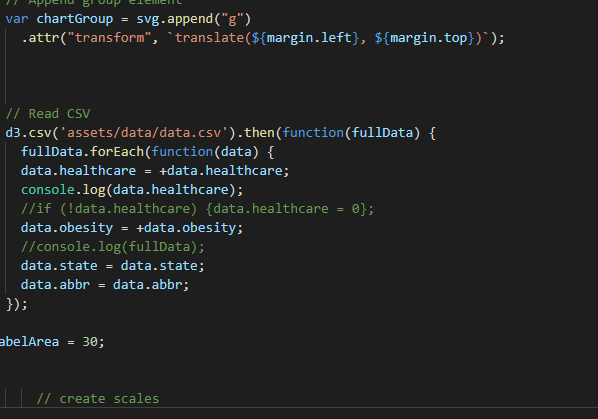 // Append group element
var chartGroup = svg.append("g")
.attr("transform", `translate(${margin.left}, ${margin.top})`);
// Read CSV
d3.csv('assets/data/data.csv').then(function(fullData) {
fullData.forEach(function(data) {
data.healthcare = +data.healthcare;
console.log(data.healthcare);
//if (!data.healthcare) {data.healthcare = 0};
data.obesity = +data.obesity;
//console.log(fullData);
data.state = data.state;
data.abbr = data.abbr;
});
abelArea = 30;
// create scales